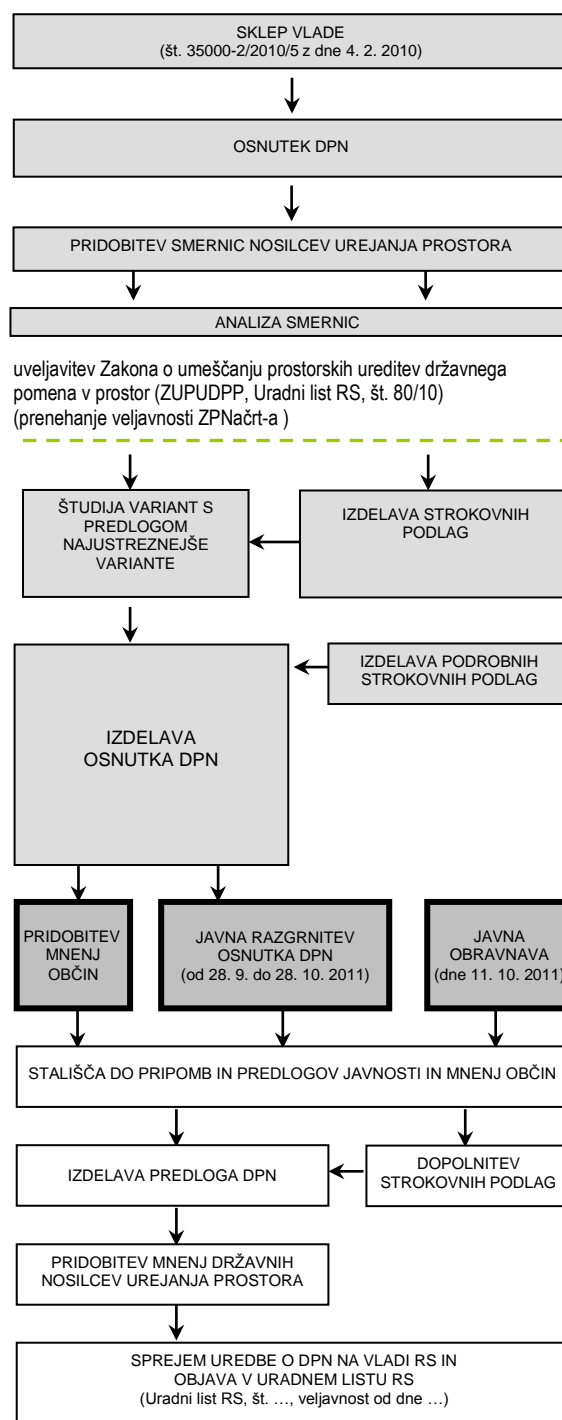 SKLEP VLADE
(št. 35000-2/2010/5 z dne 4. 2. 2010)
OSNUTEK DPN
PRIDOBITEV SMERNIC NOSILCEV UREJANJA PROSTORA
ANALIZA SMERNIC
uveljavitev Zakona o umeščanju prostorskih ureditev državnega
pomena v prostor (ZUPUDPP, Uradni list RS, št. 80/10)
(prenehanje veljavnosti ZPNačrt-a )
ŠTUDIJA VARIANT S
PREDLOGOM
NAJUSTREZNEJŠE
VARIANTE
IZDELAVA STROKOVNIH
PODLAG
IZDELAVA PODROBNIH
STROKOVNIH PODLAG
IZDELAVA
OSNUTKA DPN
PRIDOBITEV
MNENJ
OBČIN
JAVNA RAZGRNITEV
OSNUTKA DPN
(od 28. 9. do 28. 10. 2011)
JAVNA
OBRAVNAVA
(dne 11. 10. 2011)
STALIŠČA DO PRIPOMB IN PREDLOGOV JAVNOSTI IN MNENJ OBČIN
IZDELAVA PREDLOGA DPN
DOPOLNITEV
STROKOVNIH PODLAG
PRIDOBITEV MNENJ DRŽAVNIH
NOSILCEV UREJANJA PROSTORA
SPREJEM UREDBE O DPN NA VLADI RS IN
OBJAVA V URADNEM LISTU RS
(Uradni list RS, št. …, veljavnost od dne …)